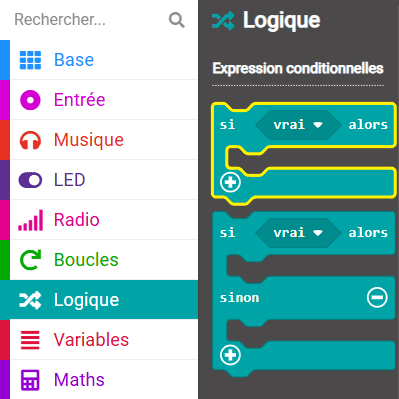 Rechercher...
Base
Entrée
Musique
LED
Radio
Boucles
Logique
Variables
Maths
Logique
Expression conditionnelles
si vrai alors
si vrai alors
sinon